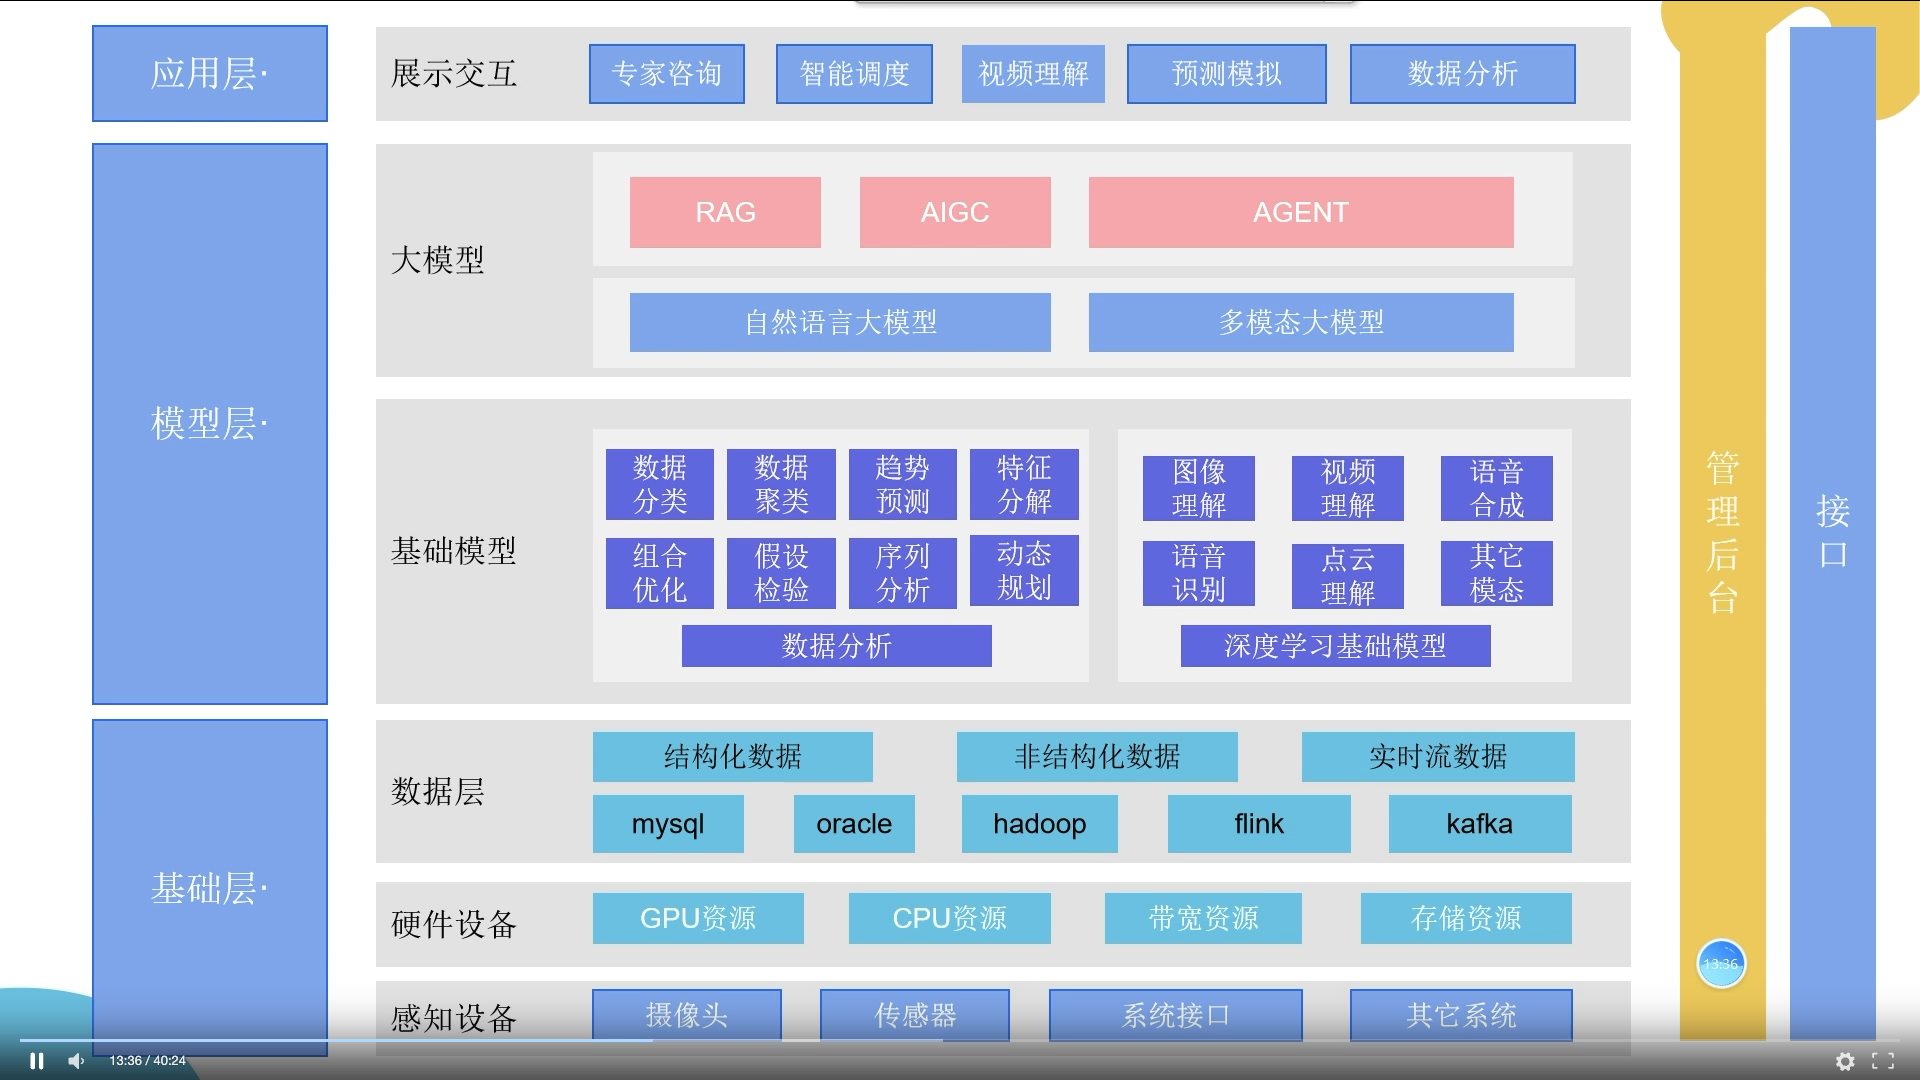 应用层·
展示交互
专家咨询
智能调度
视频理解
预测模拟
数据分析
模型层·
大模型
RAG
AIGC
AGENT
自然语言大模型
多模态大模型
基础模型
数据
分类
数据
聚类
趋势
预测
特征
分解
组合
优化
假设
检验
序列
分析
动态
规划
数据分析
图像
理解
视频
理解
语音
合成
语音
识别
点云
理解
其它
模态
深度学习基础模型
基础层·
数据层
结构化数据
非结构化数据
实时流数据
mysql
oracle
hadoop
flink
kafka
硬件设备
GPU资源
CPU资源
带宽资源
存储资源
感知设备
摄像头
传感器
系统接口
其它系统
管
理
后
台
接
口
13:36
13:36 / 40:24